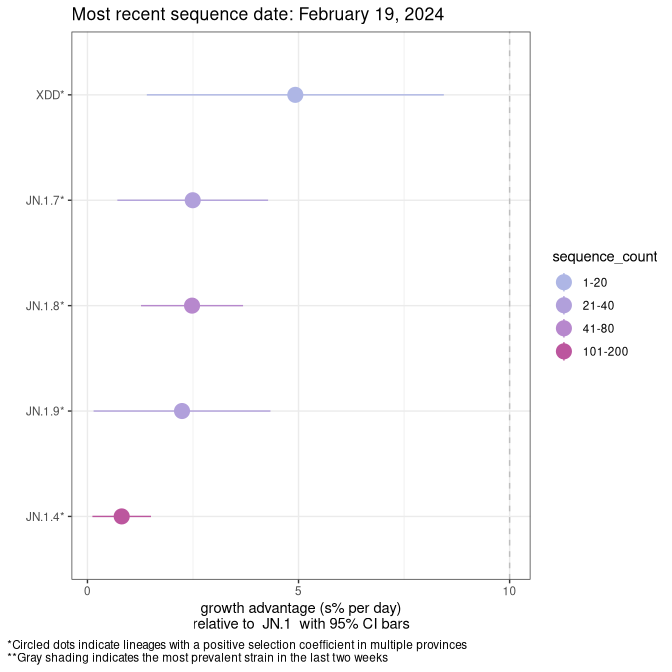 Most recent sequence date: February 19, 2024
XDD*
JN.1.7*
JN.1.8*
JN.1.9*
JN.1.4*
0 5 10
growth advantage (s% per day)
relative to JN.1 with 95% CI bars
sequence_count
1-20
21-40
41-80
101-200
*Circled dots indicate lineages with a positive selection coefficient in multiple provinces
**Gray shading indicates the most prevalent strain in the last two weeks